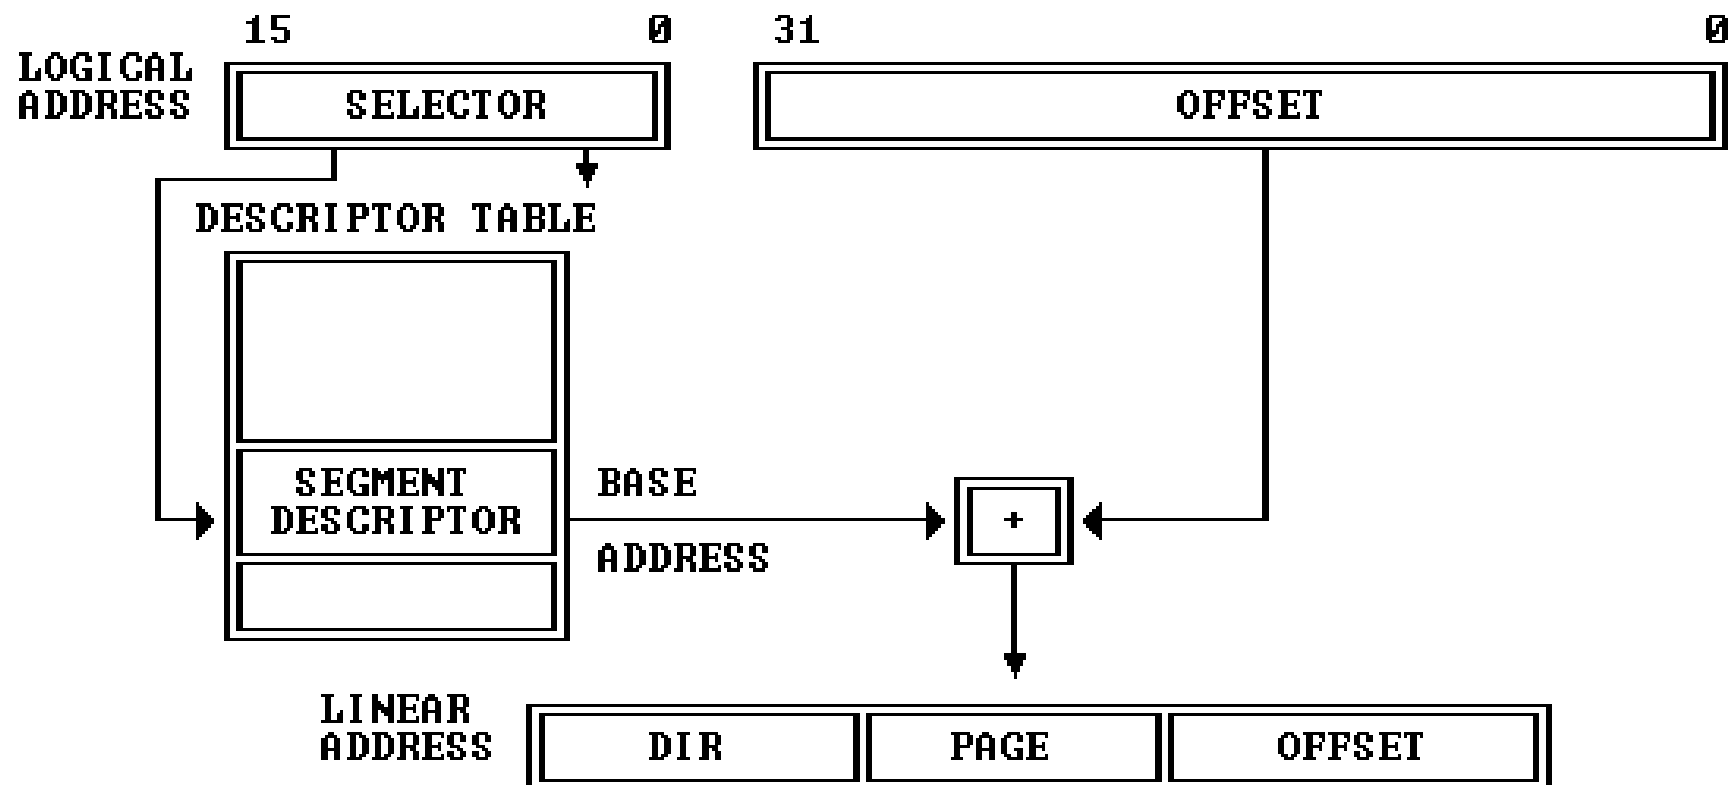 15 0 31 0
LOGICAL
ADDRESS
SELECTOR OFFSET
DESCRIPTOR TABLE
SEGMENT
DESCRIPTOR
BASE
ADDRESS
+
LINEAR
ADDRESS
DIR PAGE OFFSET